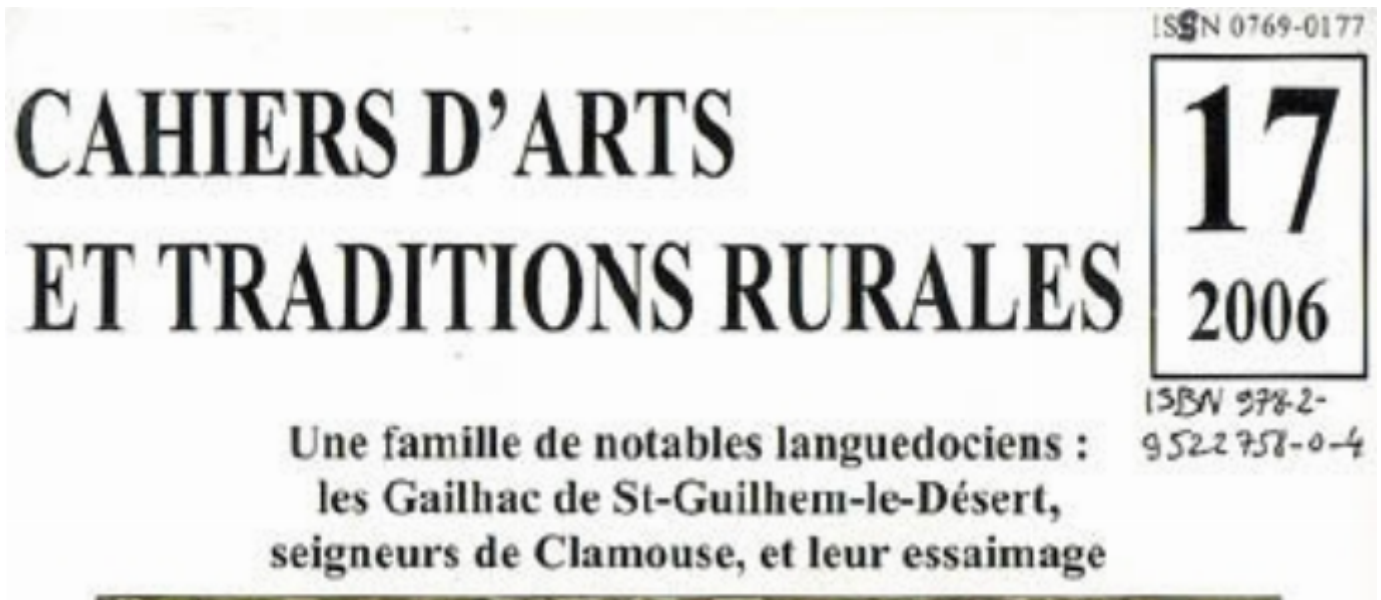 ISSN 0769-0177
CAHIERS D'ARTS
ET TRADITIONS RURALES
17
2006
ISBN 978-2-
9522758-0-4
Une famille de notables languedociens :
les Gailhac de St-Guilhem-le-Désert,
seigneurs de Clamouse, et leur essaimage